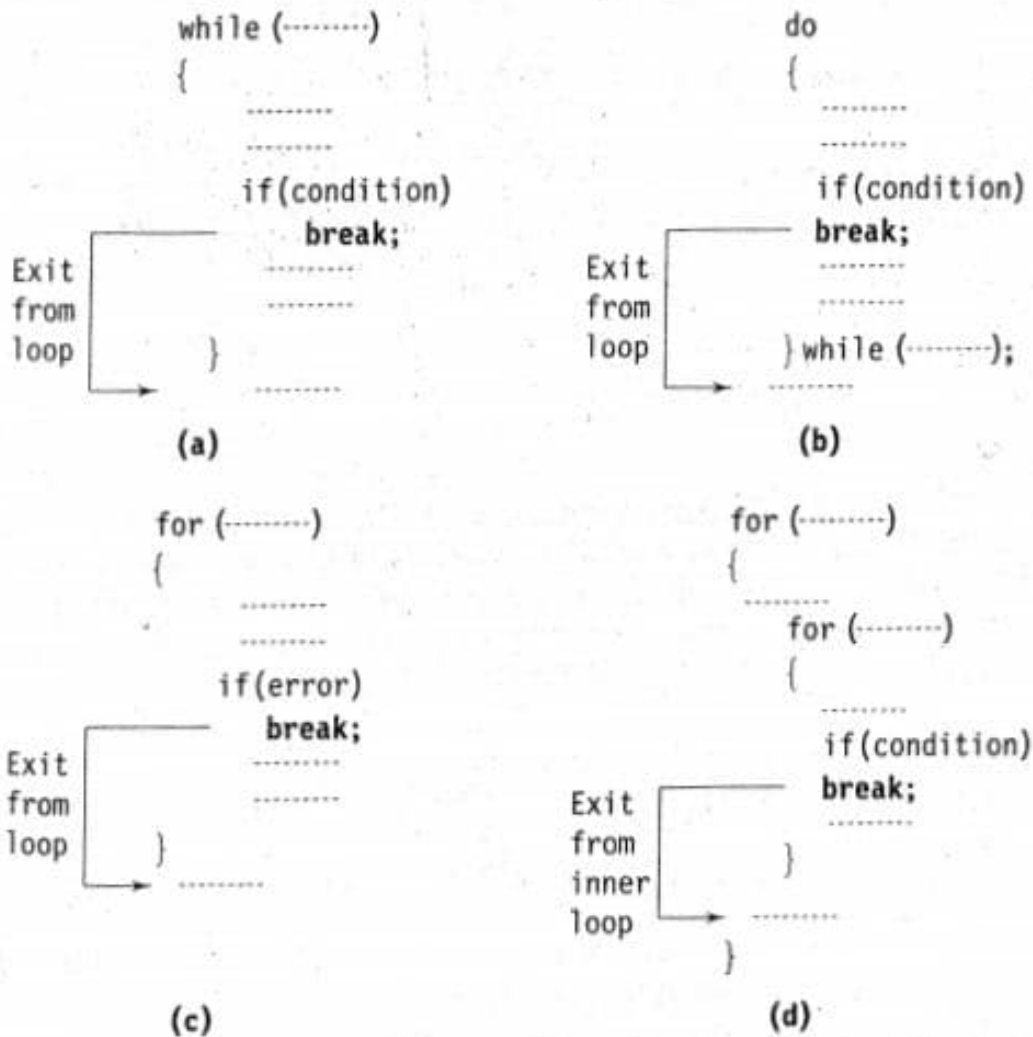 while (---------)
{
---------
---------
if(condition)
break;
Exit
from
loop
---------
---------
}
---------
(a)
do
{
---------
---------
if(condition)
break;
Exit
from
loop
---------
---------
} while (---------);
---------
(b)
for (---------)
{
---------
---------
if(error)
break;
Exit
from
loop
---------
---------
}
---------
(c)
for (---------)
{
---------
for (---------)
{
---------
if(condition)
break;
Exit
from
inner
loop
---------
}
---------
}
(d)